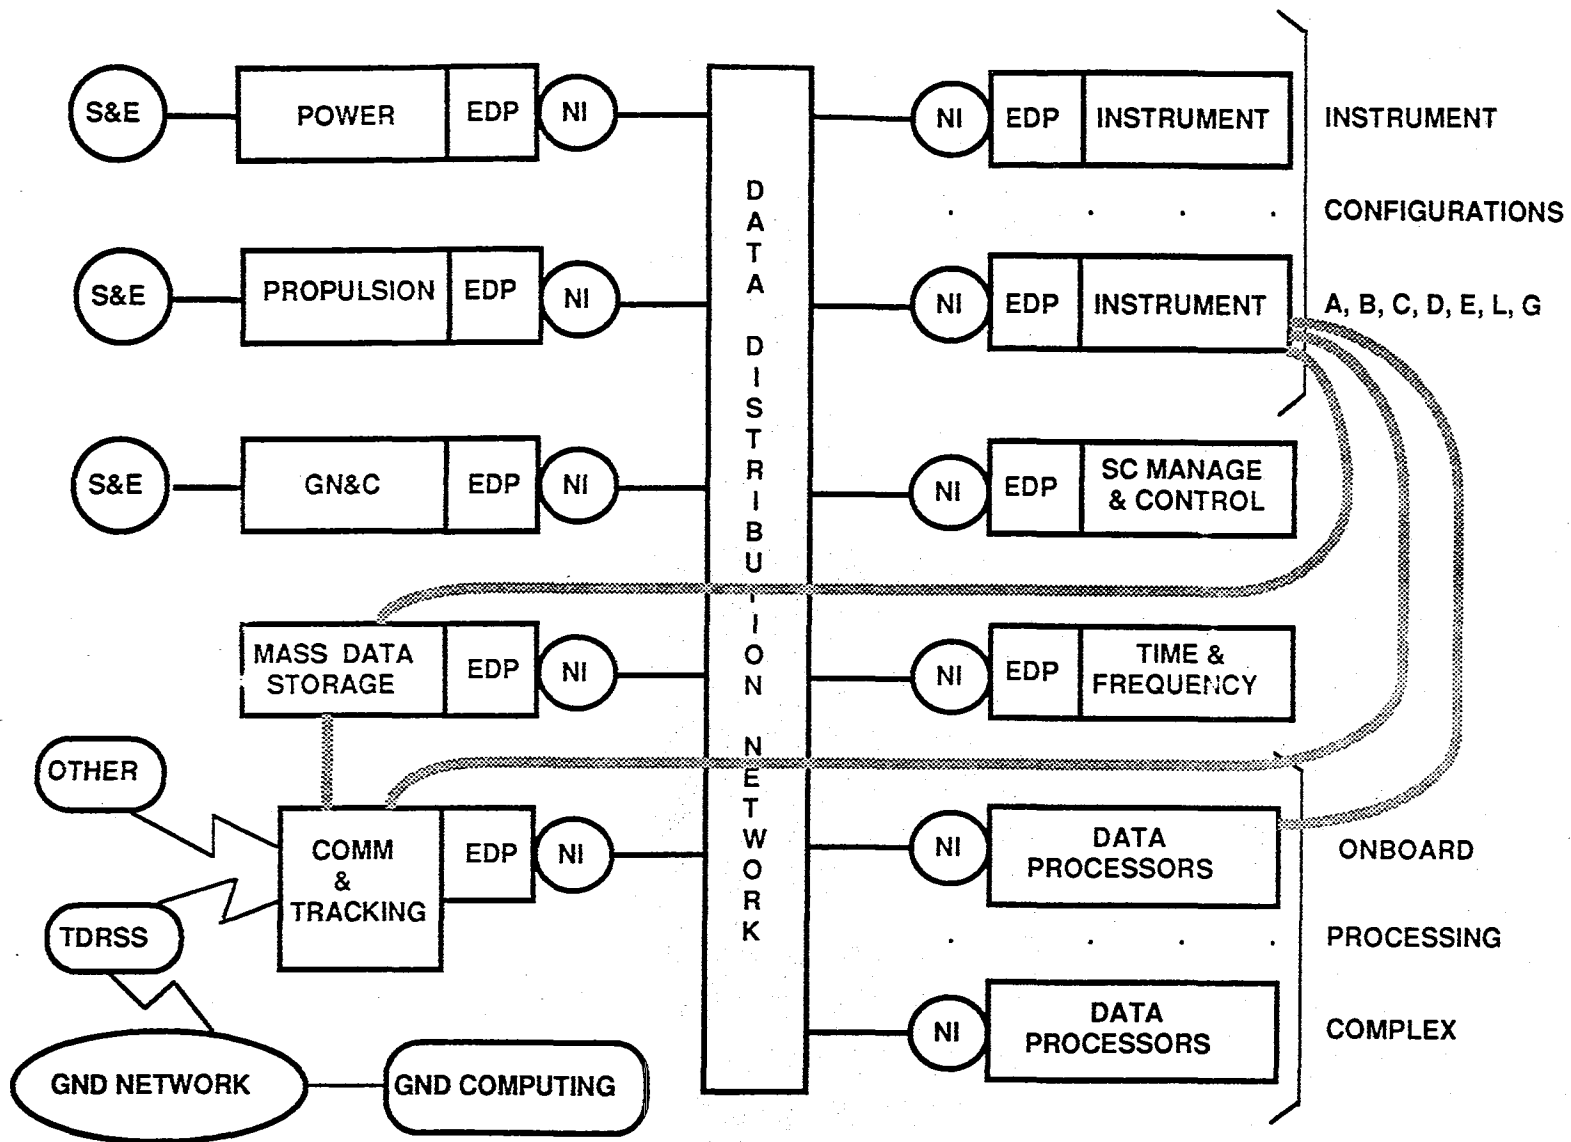 S&E
POWER
EDP
NI
S&E
PROPULSION
EDP
NI
S&E
GN&C
EDP
NI
MASS DATA
STORAGE
EDP
NI
OTHER
COMM
&
TRACKING
EDP
NI
TDRSS
GND NETWORK
GND COMPUTING
DATA DISTRIBUTION NETWORK
NI
EDP
INSTRUMENT
INSTRUMENT
CONFIGURATIONS
NI
EDP
INSTRUMENT
A, B, C, D, E, L, G
NI
EDP
SC MANAGE
& CONTROL
NI
EDP
TIME &
FREQUENCY
NI
DATA
PROCESSORS
ONBOARD
PROCESSING
NI
DATA
PROCESSORS
COMPLEX